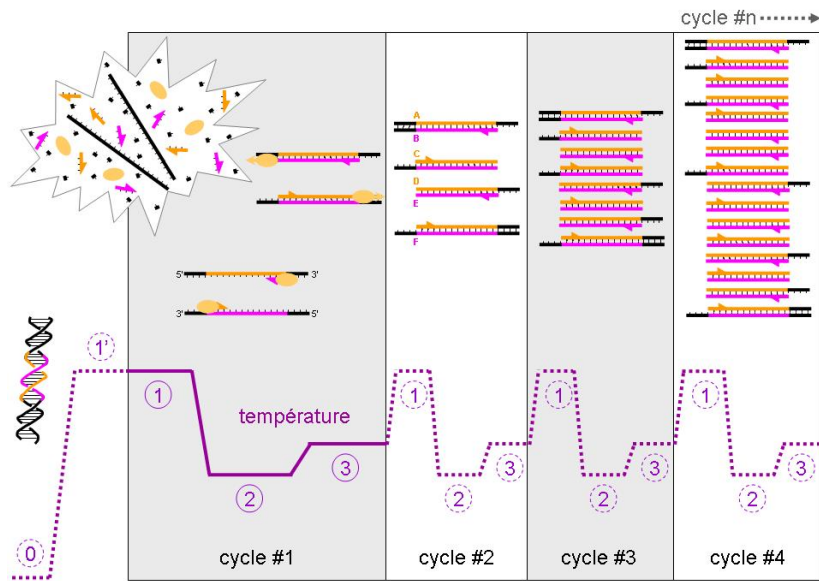 cycle #n
A
B
C
D
E
F
5' 3'
3' 5'
1'
1 1 1 1
température
3 3 3 3
2 2 2 2
0
cycle #1 cycle #2 cycle #3 cycle #4